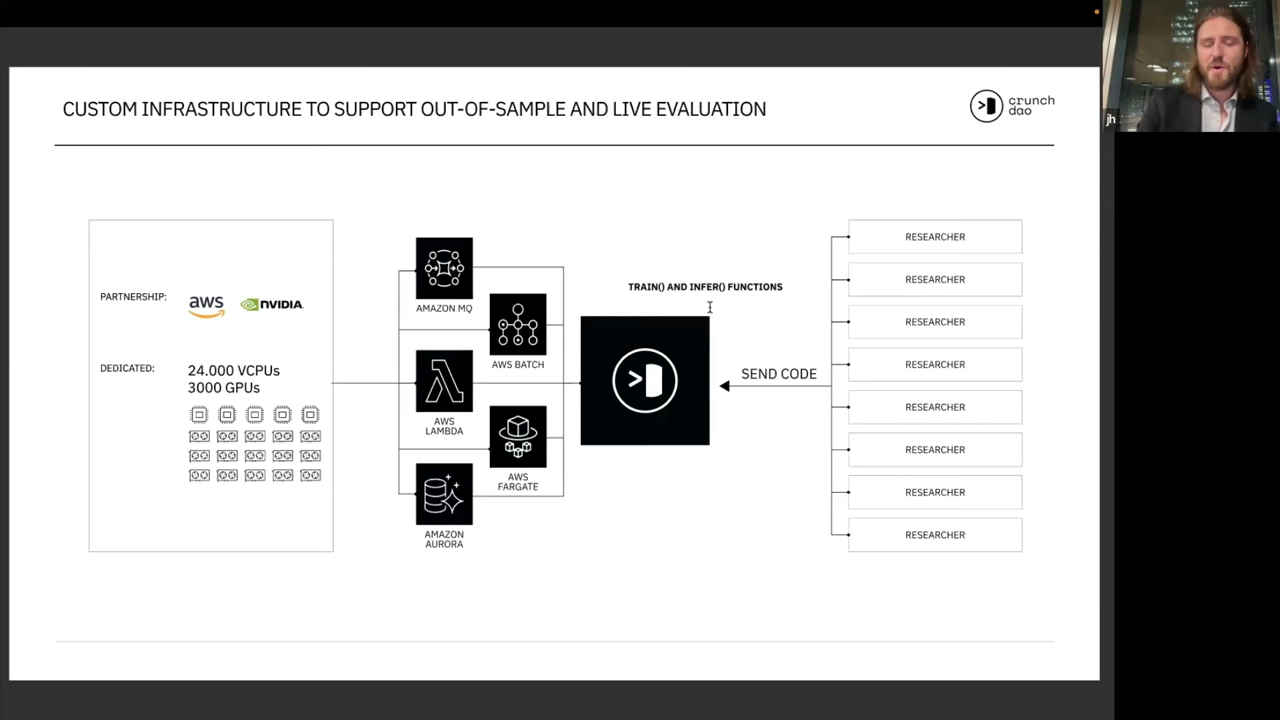 CUSTOM INFRASTRUCTURE TO SUPPORT OUT-OF-SAMPLE AND LIVE EVALUATION
crunch
dao
jh
PARTNERSHIP:
aws
NVIDIA
DEDICATED:
24.000 VCPUs
3000 GPUs
AMAZON MQ
AWS BATCH
AWS
LAMBDA
AWS
FARGATE
AMAZON
AURORA
TRAIN() AND INFER() FUNCTIONS
SEND CODE
RESEARCHER
RESEARCHER
RESEARCHER
RESEARCHER
RESEARCHER
RESEARCHER
RESEARCHER
RESEARCHER